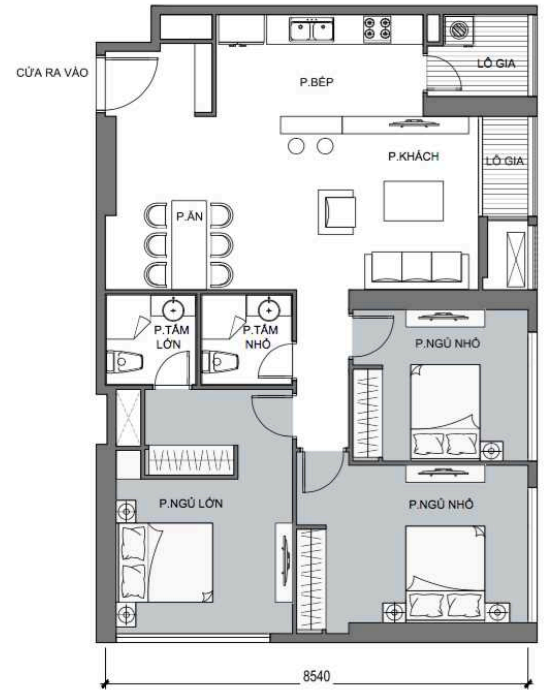 LÔ GIA
CỬA RA VÀO
P.BẾP
P.KHÁCH
LÔ GIA
P.ĂN
P.TẮM
LỚN
P.TẮM
NHỎ
P.NGỦ NHỎ
P.NGỦ LỚN
P.NGỦ NHỎ
8540